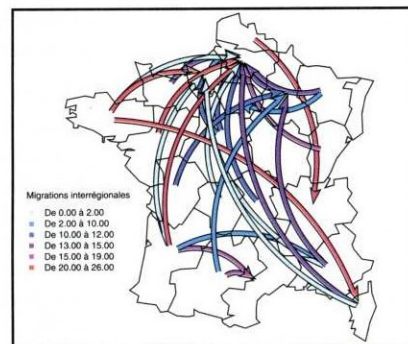 Migrations interrégionales
De 0.00 à 2.00
De 2.00 à 10.00
De 10.00 à 12.00
De 13.00 à 15.00
De 15.00 à 19.00
De 20.00 à 26.00